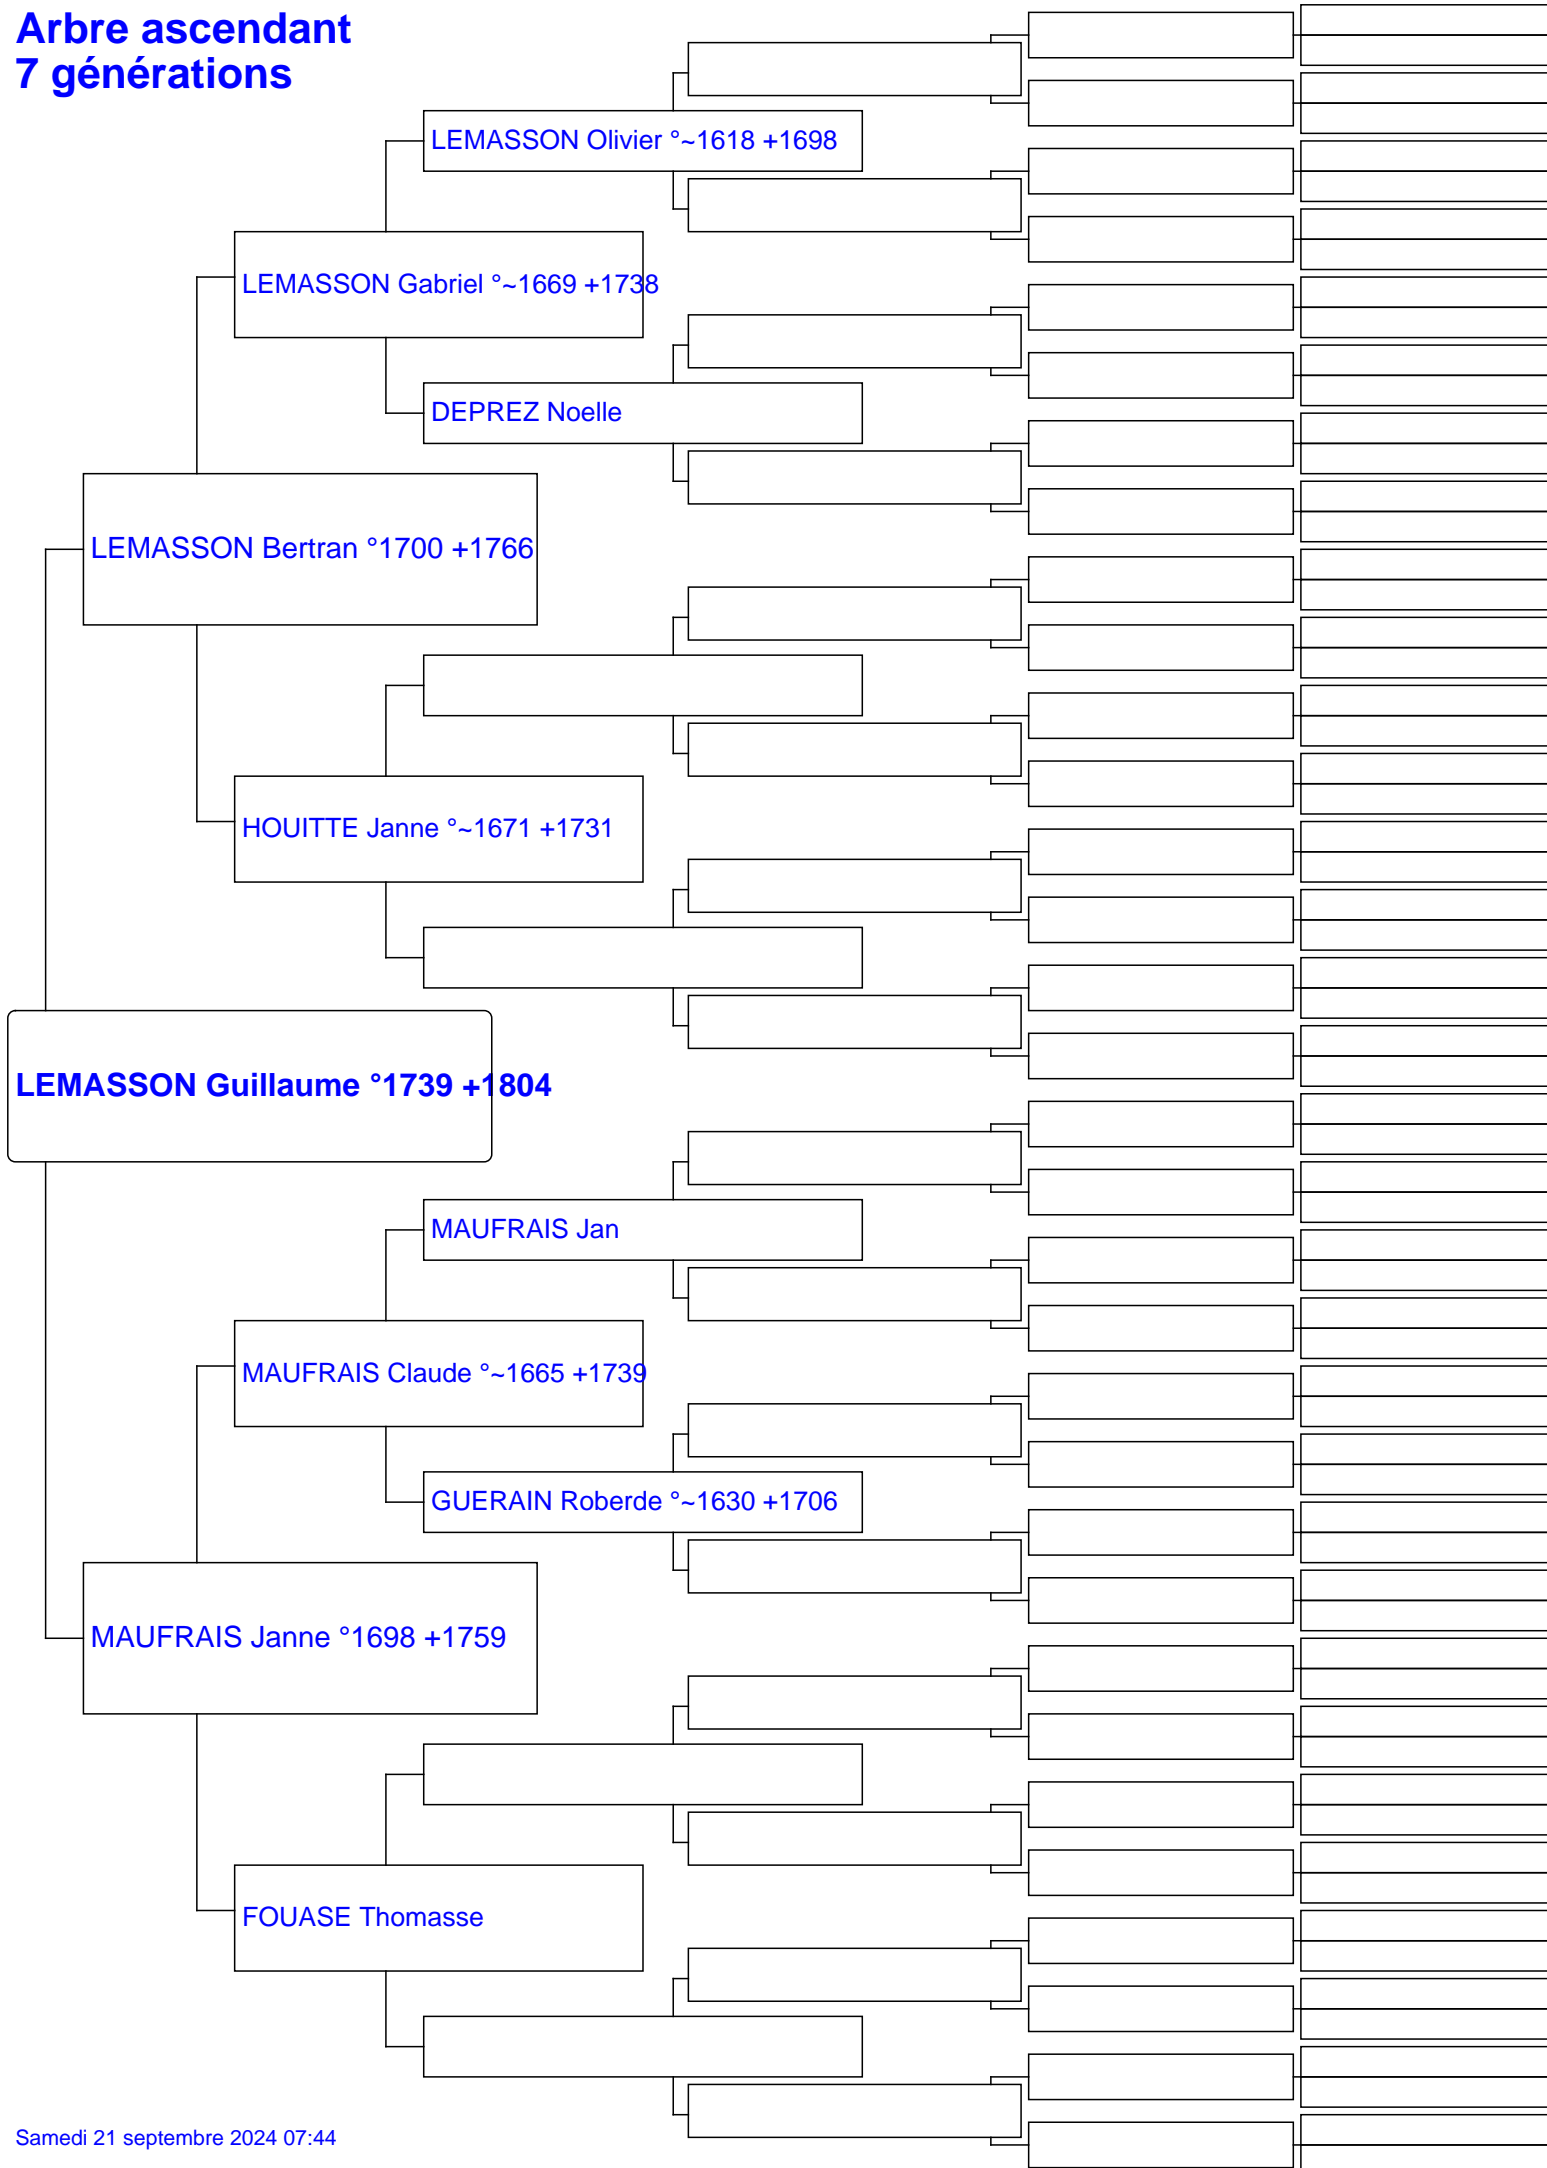 Arbre ascendant
7 générations
LEMASSON Olivier °~1618 +1698
LEMASSON Gabriel °~1669 +1738
DEPREZ Noelle
LEMASSON Bertran °1700 +1766
HOUITTE Janne °~1671 +1731
LEMASSON Guillaume °1739 +1804
MAUFRAIS Jan
MAUFRAIS Claude °~1665 +1739
GUERAIN Roberde °~1630 +1706
MAUFRAIS Janne °1698 +1759
FOUASE Thomasse
Samedi 21 septembre 2024 07:44